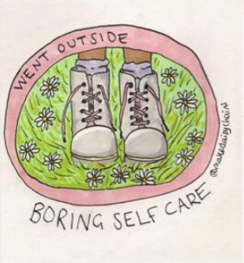 WENT OUTSIDE
BORING SELF CARE
@makedaisychains